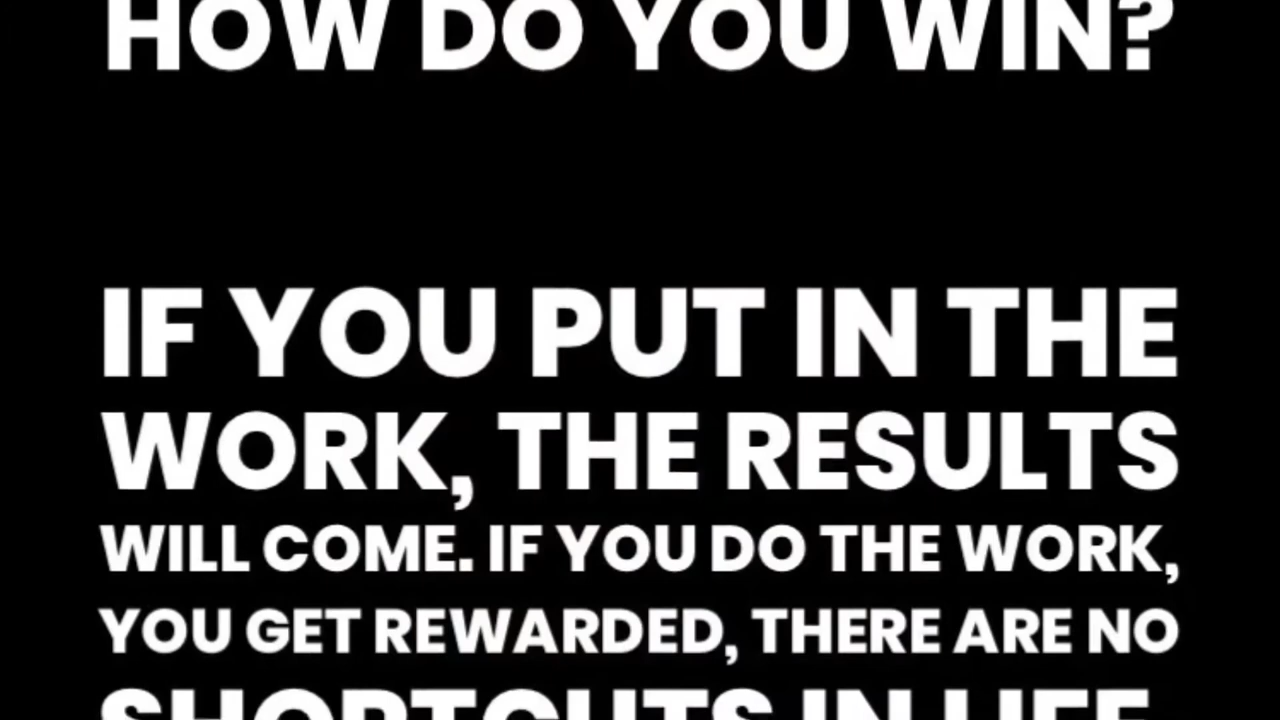 HOW DO YOU WIN?
IF YOU PUT IN THE
WORK, THE RESULTS
WILL COME. IF YOU DO THE WORK,
YOU GET REWARDED, THERE ARE NO
SHORTCUTS IN LIFE